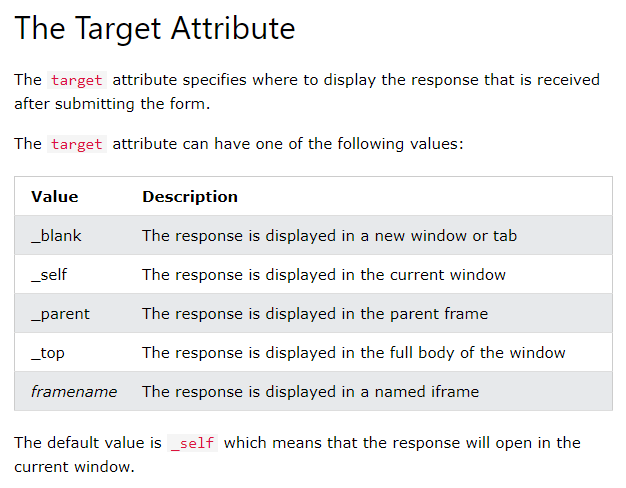 The Target Attribute
The target attribute specifies where to display the response that is received
after submitting the form.
The target attribute can have one of the following values:
Value Description
_blank The response is displayed in a new window or tab
_self The response is displayed in the current window
_parent The response is displayed in the parent frame
_top The response is displayed in the full body of the window
framename The response is displayed in a named iframe
The default value is _self which means that the response will open in the
current window.